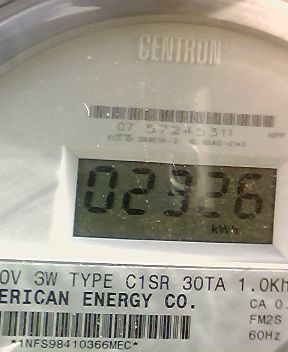 CENTRON
07 57245311
02326
kWh
0V 3W TYPE C1SR 30TA 1.0Kh
ERICAN ENERGY CO.
CA 0.
FM2S
60Hz
*1NFS98410366MEC*